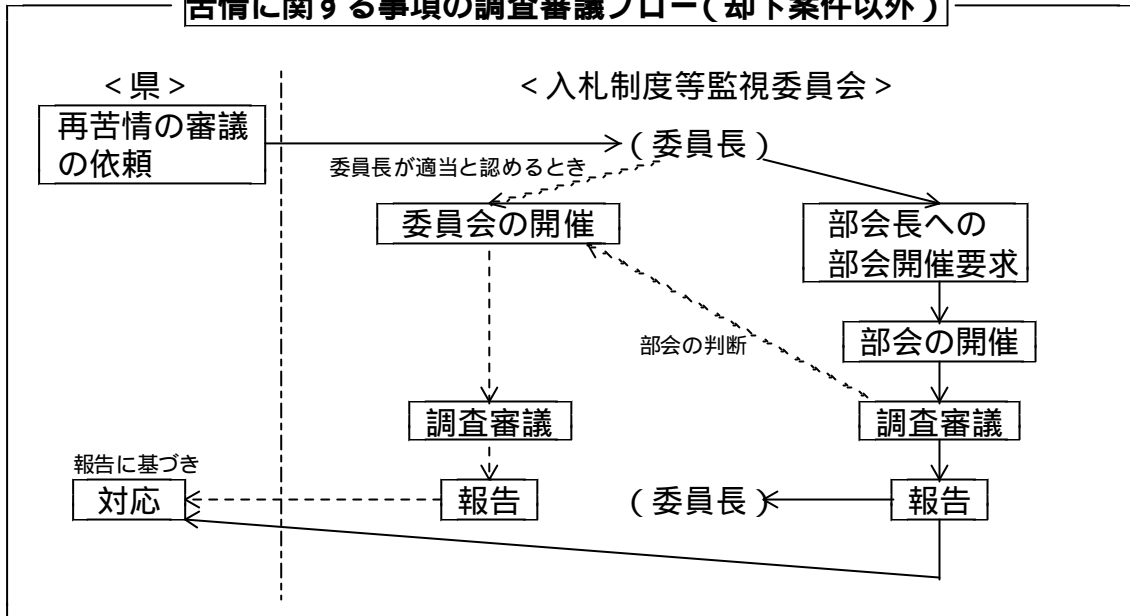 苦情に関する事項の調査審議フロー(却下案件以外)
<県>
<入札制度等監視委員会>
再苦情の審議
の依頼
(委員長)
委員長が適当と認めるとき
委員会の開催
部会長への
部会開催要求
部会の判断
部会の開催
調査審議
調査審議
報告に基づき
対応
報告
(委員長)
報告